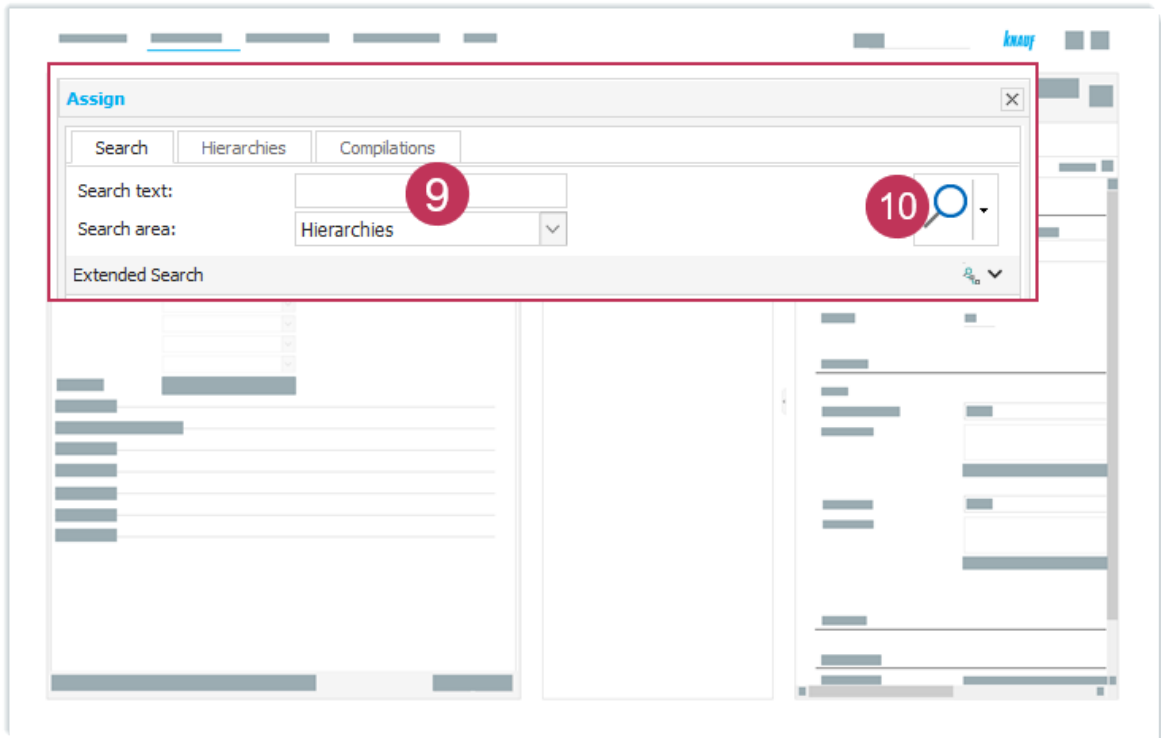 KNAUF
Assign
Search Hierarchies Compilations
Search text:
9
10
Search area: Hierarchies
Extended Search